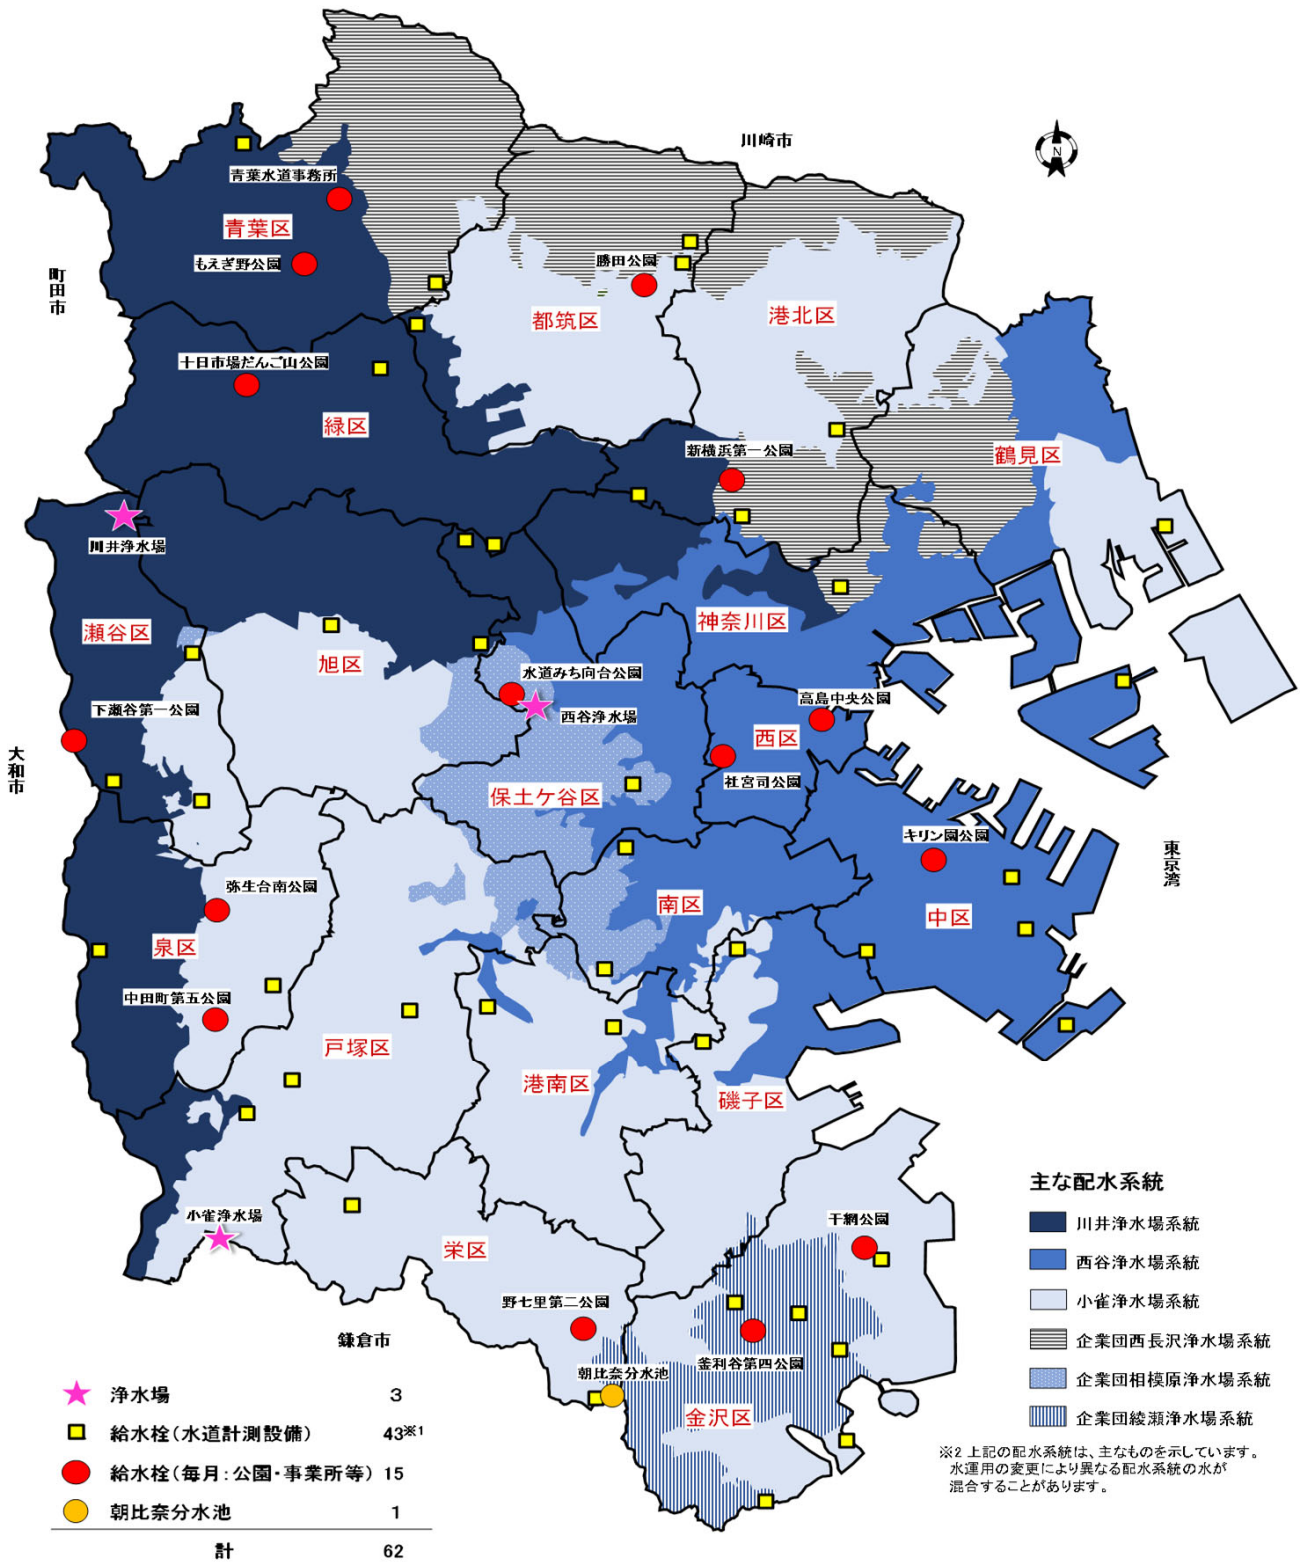 川崎市
N
青葉水道事務所
青葉区
もえぎ野公園
町田市
勝田公園
都筑区
港北区
十日市場だんご山公園
緑区
新横浜第一公園
鶴見区
川井浄水場
瀬谷区
旭区
神奈川区
水道みち向台公園
西谷浄水場
高島中央公園
下瀬谷第一公園
西区
大和市
保土ケ谷区
社宮司公園
キリン園公園
東京湾
弥生台南公園
南区
中区
泉区
中田町第五公園
戸塚区
港南区
磯子区
小雀浄水場
栄区
干網公園
野七里第二公園
鎌倉市
釜利谷第四公園
朝比奈分水池
金沢区
主な配水系統
川井浄水場系統
西谷浄水場系統
小雀浄水場系統
企業団西長沢浄水場系統
企業団相模原浄水場系統
企業団綾瀬浄水場系統
※2 上記の配水系統は、主なものを示しています。
水運用の変更により異なる配水系統の水が
混合することがあります。
浄水場 3
給水栓(水道計測設備) 43※1
給水栓(毎月:公園・事業所等) 15
朝比奈分水池 1
計 62